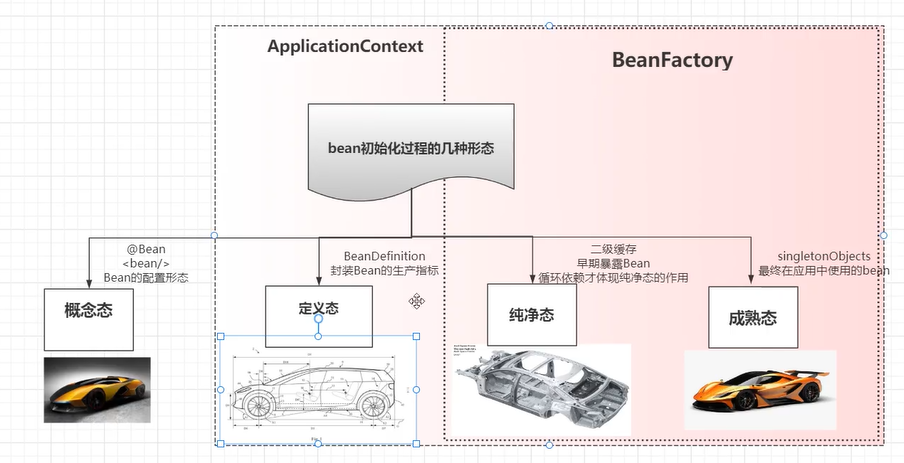 ApplicationContext
BeanFactory
bean初始化过程的几种形态
@Bean
<bean/>
Bean的配置形态
BeanDefinition
封装Bean的生产指标
二级缓存
早期暴露Bean
循环依赖才体现纯净态的作用
singletonObjects
最终在应用中使用的bean
概念态
定义态
纯净态
成熟态